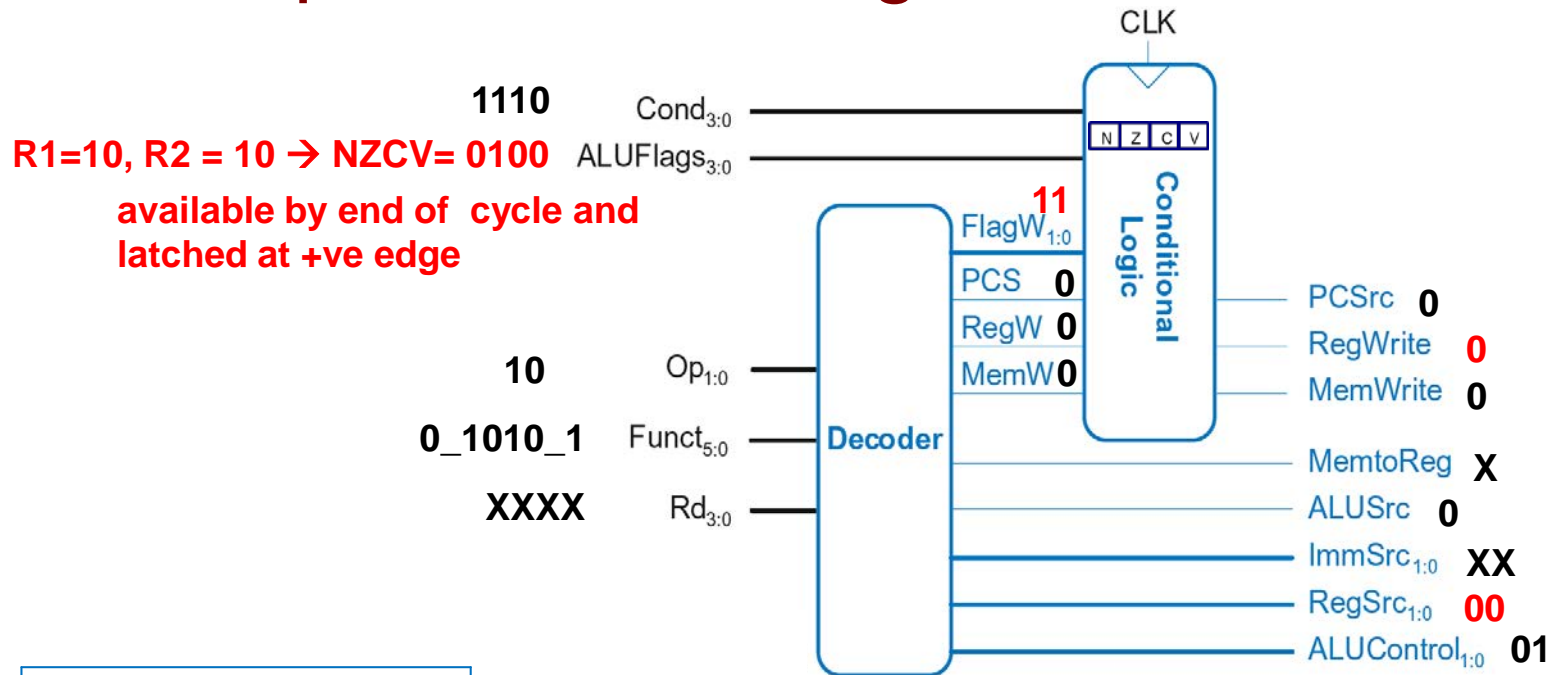 CLK
1110 Cond3:0
N Z C V
R1=10, R2 = 10 → NZCV= 0100 ALUFlags3:0
available by end of cycle and
latched at +ve edge
Conditional
Logic
11
FlagW1:0
PCS 0
RegW 0
MemW 0
PCSrc 0
RegWrite 0
MemWrite 0
10 Op1:0
0_1010_1 Funct5:0
XXXX Rd3:0
Decoder
MemtoReg X
ALUSrc 0
ImmSrc1:0 XX
RegSrc1:0 00
ALUControl1:0 01